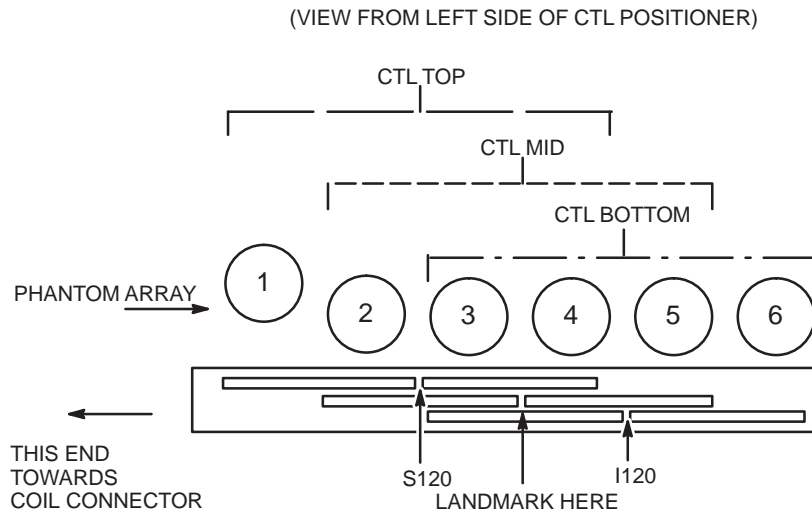 (VIEW FROM LEFT SIDE OF CTL POSITIONER)
CTL TOP
CTL MID
CTL BOTTOM
PHANTOM ARRAY
1
2
3
4
5
6
THIS END
TOWARDS
COIL CONNECTOR
S120
LANDMARK HERE
I120